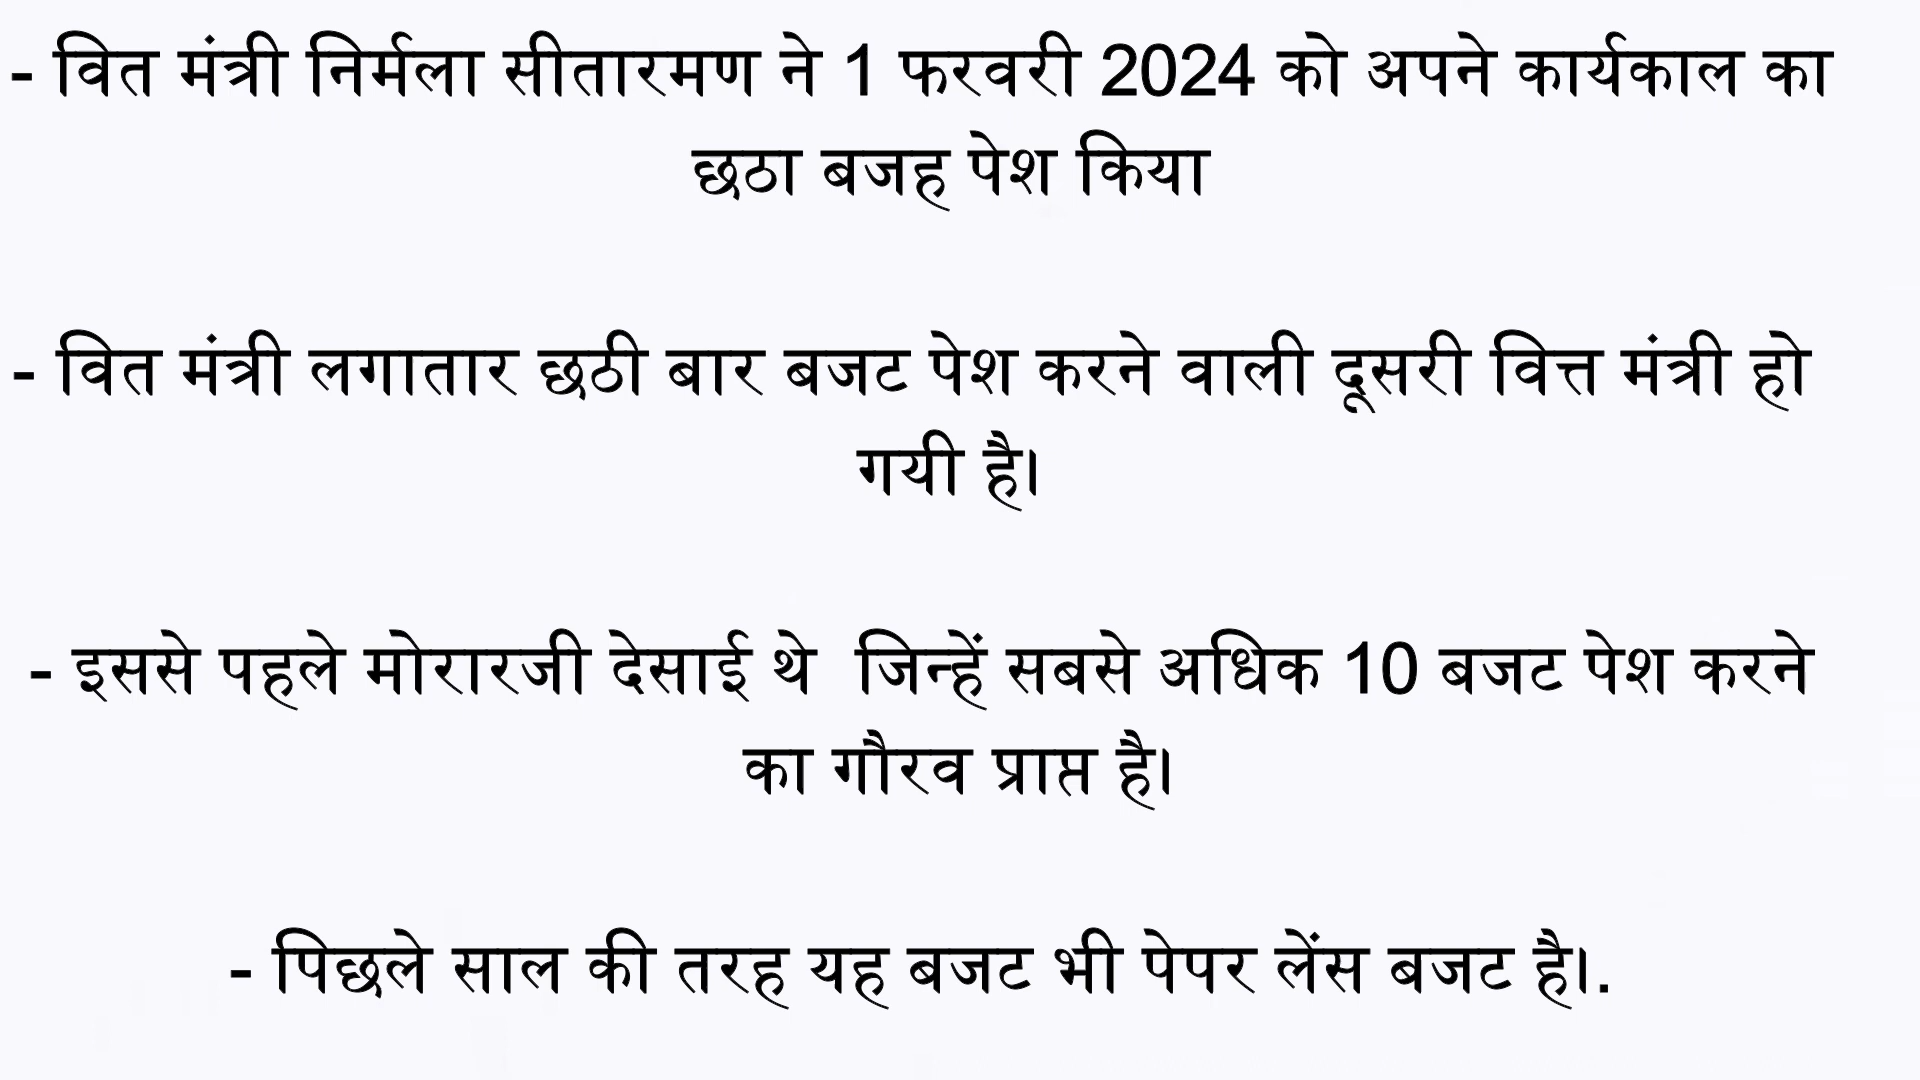 - वित मंत्री निर्मला सीतारमण ने 1 फरवरी 2024 को अपने कार्यकाल का
छठा बजह पेश किया
- वित मंत्री लगातार छठी बार बजट पेश करने वाली दूसरी वित्त मंत्री हो
गयी है।
- इससे पहले मोरारजी देसाई थे  जिन्हें सबसे अधिक 10 बजट पेश करने
का गौरव प्राप्त है।
- पिछले साल की तरह यह बजट भी पेपर लेंस बजट है।.